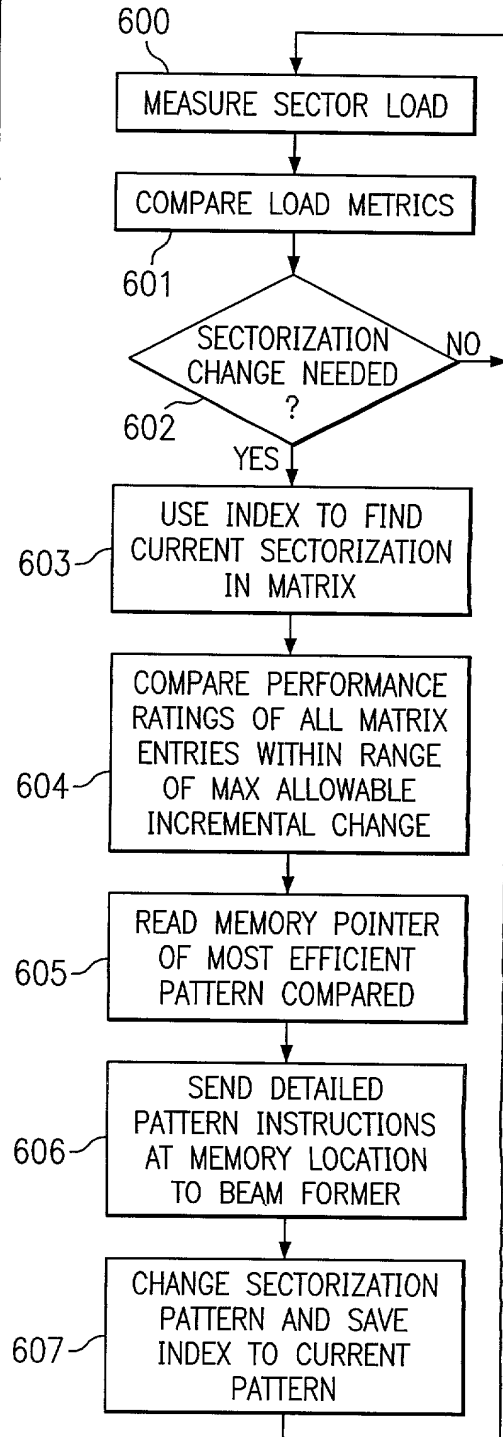 600
MEASURE SECTOR LOAD
COMPARE LOAD METRICS
601
SECTORIZATION
CHANGE NEEDED
?
NO
602
YES
USE INDEX TO FIND
CURRENT SECTORIZATION
IN MATRIX
603
COMPARE PERFORMANCE
RATINGS OF ALL MATRIX
ENTRIES WITHIN RANGE
OF MAX ALLOWABLE
INCREMENTAL CHANGE
604
READ MEMORY POINTER
OF MOST EFFICIENT
PATTERN COMPARED
605
SEND DETAILED
PATTERN INSTRUCTIONS
AT MEMORY LOCATION
TO BEAM FORMER
606
CHANGE SECTORIZATION
PATTERN AND SAVE
INDEX TO CURRENT
PATTERN
607